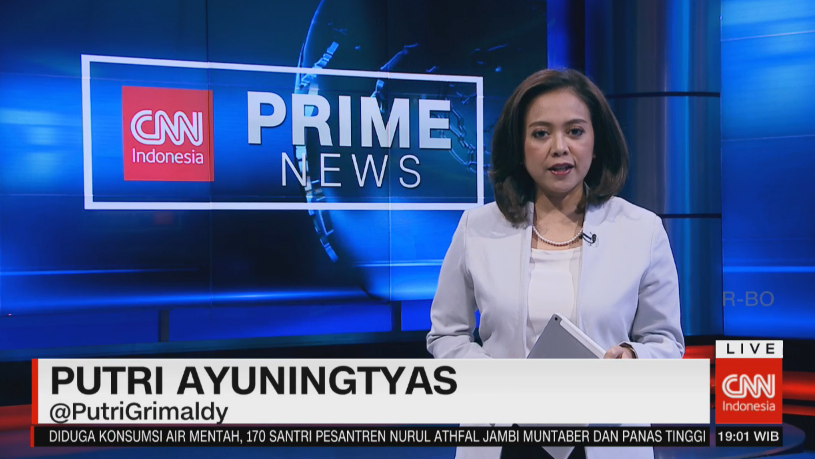 CNN
Indonesia
PRIME
NEWS
R-BO
LIVE
PUTRI AYUNINGTYAS
@PutriGrimaldy
CNN
Indonesia
DIDUGA KONSUMSI AIR MENTAH, 170 SANTRI PESANTREN NURUL ATHFAL JAMBI MUNTABER DAN PANAS TINGGI
19:01 WIB